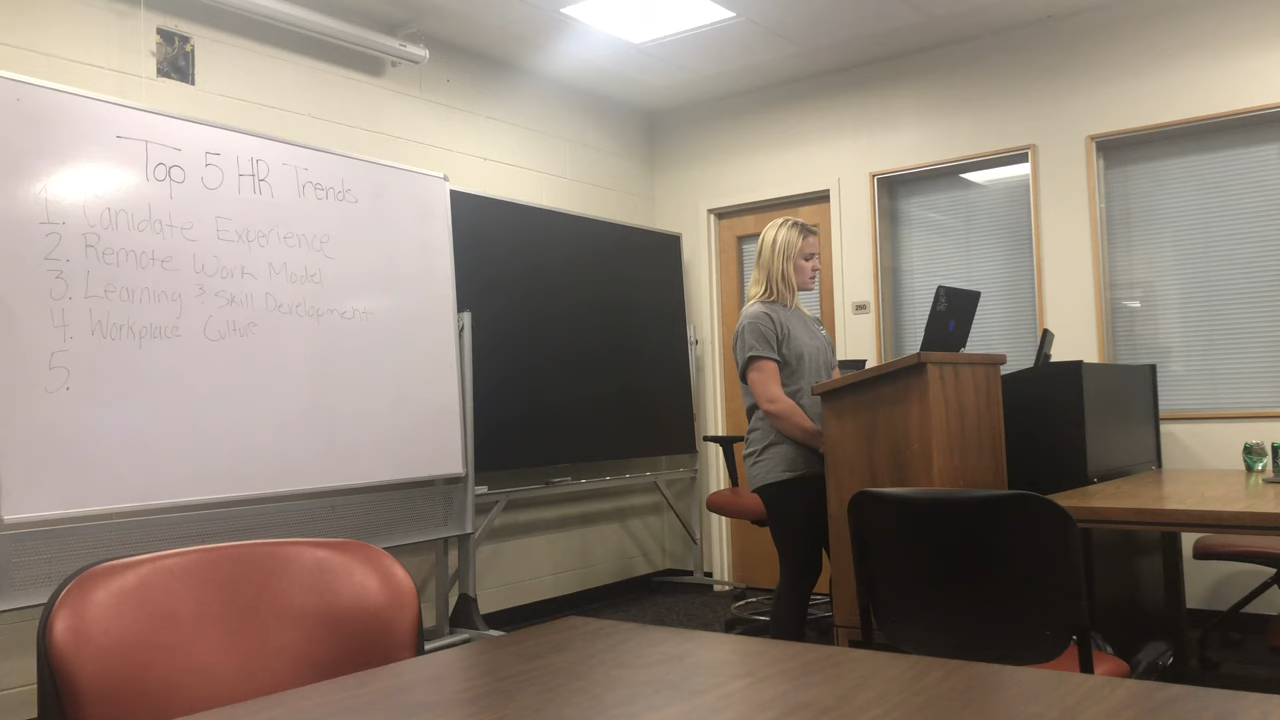 Top 5 HR Trends
1. Canidate Experience
2. Remote Work Model
3. Learning & Skill Development
4. Workplace Culture
5.
250